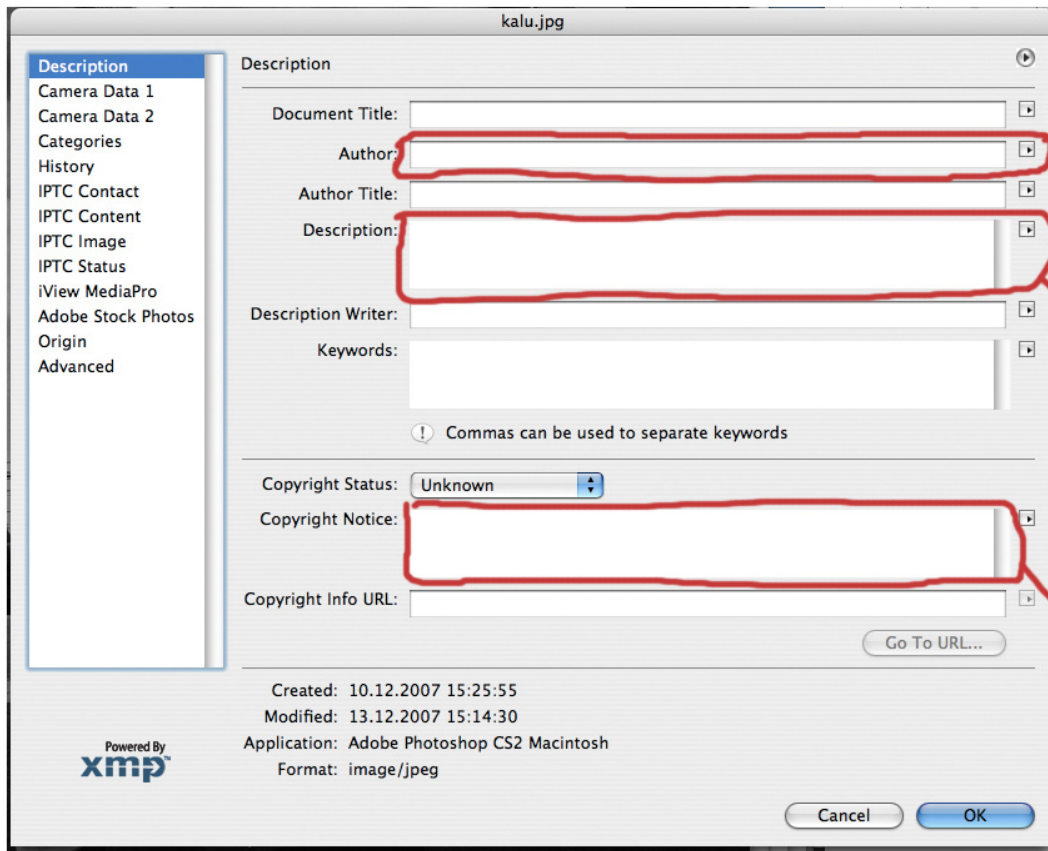 kalu.jpg
Description
Camera Data 1
Camera Data 2
Categories
History
IPTC Contact
IPTC Content
IPTC Image
IPTC Status
iView MediaPro
Adobe Stock Photos
Origin
Advanced
Description
Document Title:
Author:
Author Title:
Description:
Description Writer:
Keywords:
! Commas can be used to separate keywords
Copyright Status: Unknown
Copyright Notice:
Copyright Info URL:
Go To URL...
Created: 10.12.2007 15:25:55
Modified: 13.12.2007 15:14:30
Application: Adobe Photoshop CS2 Macintosh
Format: image/jpeg
Powered By
xmp™
Cancel OK